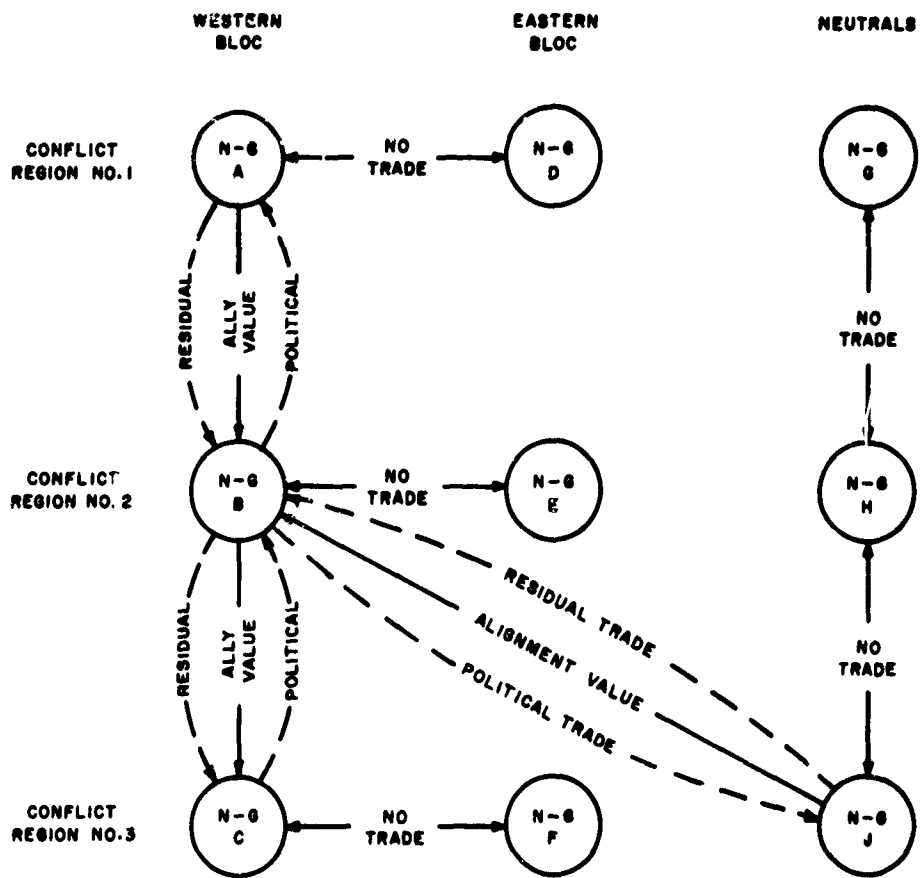 WESTERN
BLOC
EASTERN
BLOC
NEUTRALS
CONFLICT
REGION NO. 1
N-G
A
NO
TRADE
N-G
D
N-G
G
RESIDUAL
ALLY
VALUE
POLITICAL
NO
TRADE
CONFLICT
REGION NO. 2
N-G
B
NO
TRADE
N-G
E
N-G
H
RESIDUAL
ALLY
VALUE
POLITICAL
RESIDUAL TRADE
ALIGNMENT VALUE
POLITICAL TRADE
NO
TRADE
CONFLICT
REGION NO. 3
N-G
C
NO
TRADE
N-G
F
N-G
J